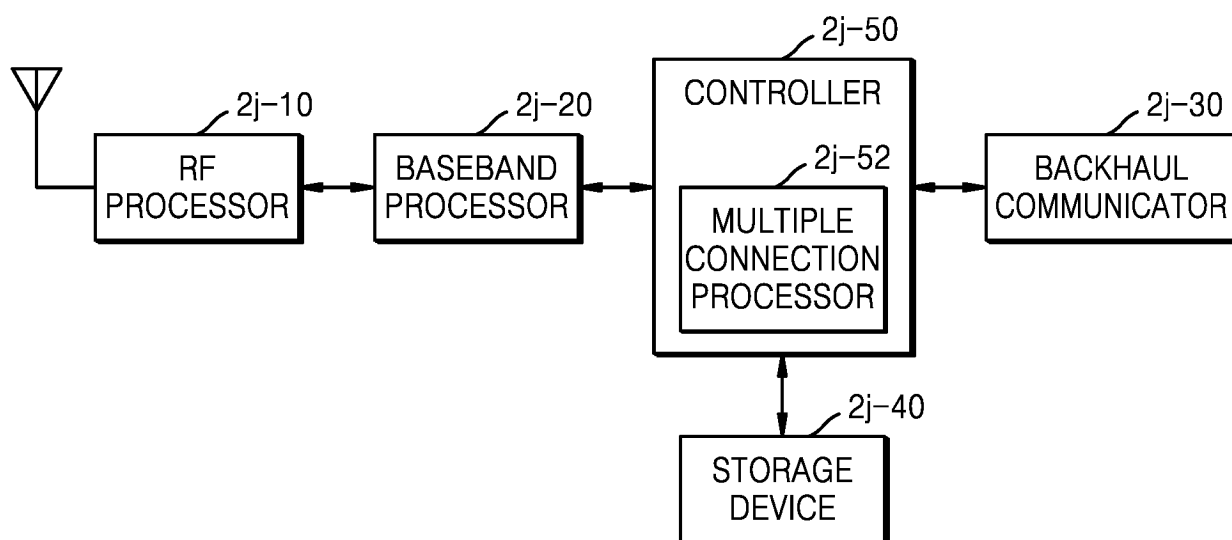 2j-50
CONTROLLER
2j-10
RF
PROCESSOR
2j-20
BASEBAND
PROCESSOR
2j-52
MULTIPLE
CONNECTION
PROCESSOR
2j-30
BACKHAUL
COMMUNICATOR
2j-40
STORAGE
DEVICE